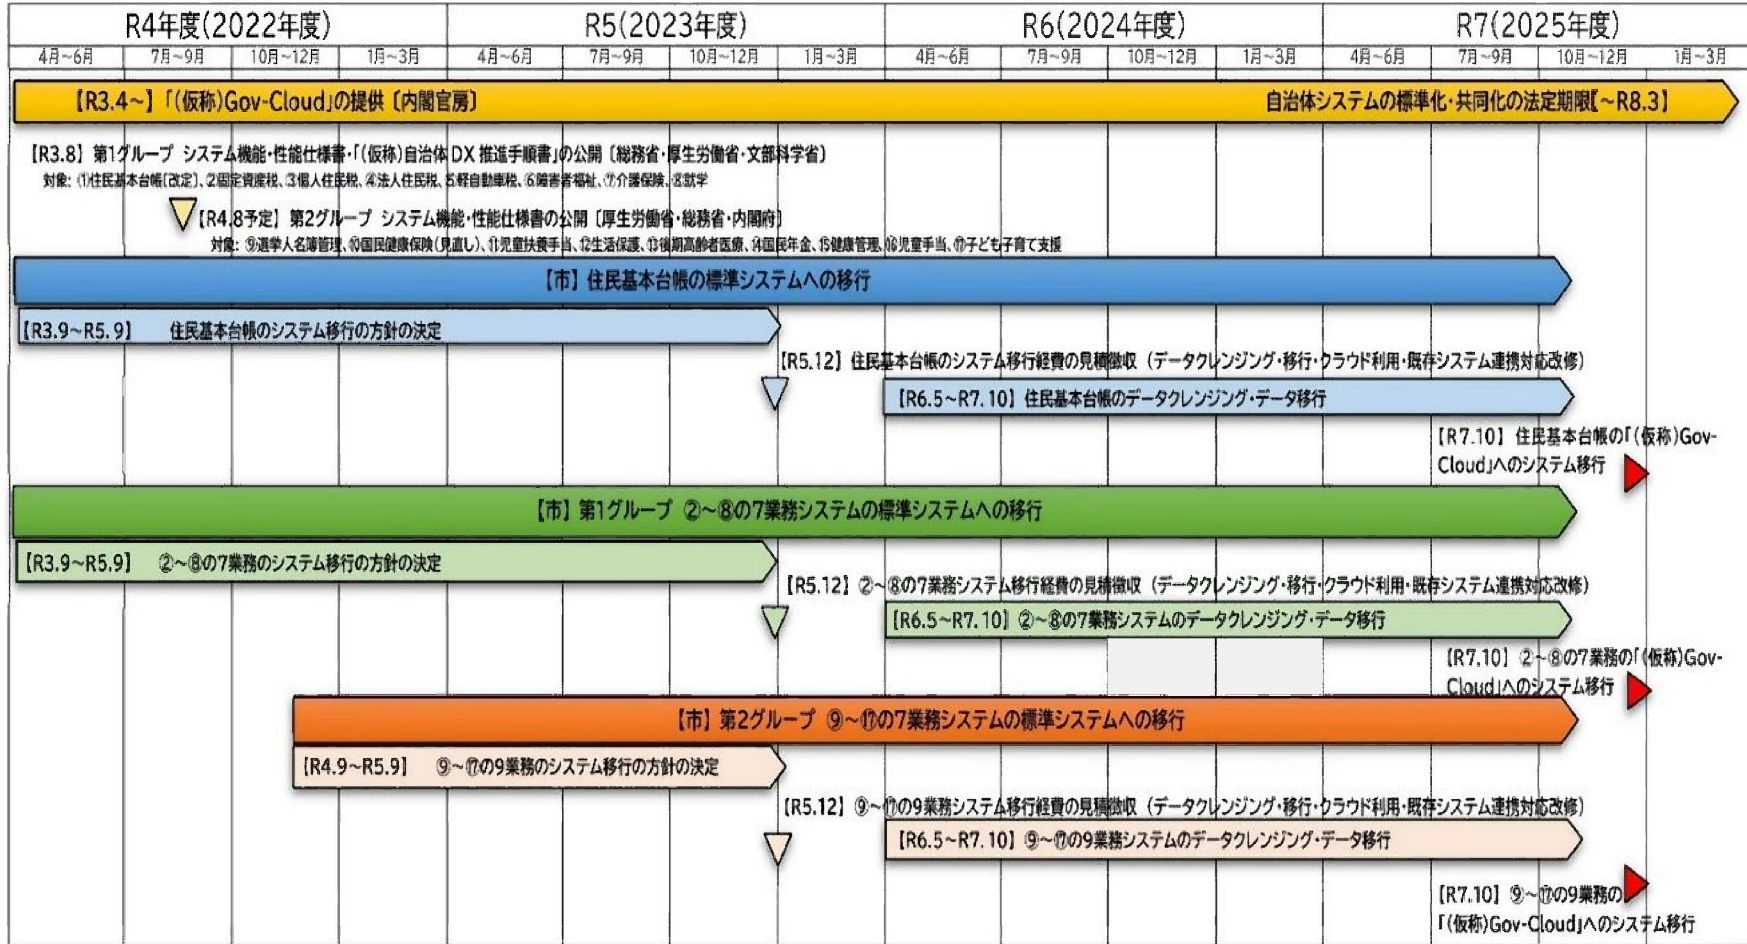 R4年度(2022年度) R5(2023年度) R6(2024年度) R7(2025年度)
4月~6月 7月~9月 10月~12月 1月~3月 4月~6月 7月~9月 10月~12月 1月~3月 4月~6月 7月~9月 10月~12月 1月~3月 4月~6月 7月~9月 10月~12月 1月~3月
【R3.4~】「(仮称)Gov-Cloud」の提供〔内閣官房〕 自治体システムの標準化・共同化の法定期限【~R8.3】
【R3.8】第1グループ システム機能・性能仕様書・「(仮称)自治体DX推進手順書」の公開〔総務省・厚生労働省・文部科学省〕
対象: ①住民基本台帳〔改定〕、②固定資産税、③個人住民税、④法人住民税、⑤軽自動車税、⑥障害者福祉、⑦介護保険、⑧就学
【R4.8予定】第2グループ システム機能・性能仕様書の公開〔厚生労働省・総務省・内閣府〕
対象: ⑨選挙人名簿管理、⑩国民健康保険(見直し)、⑪児童扶養手当、⑫生活保護、⑬後期高齢者医療、⑭国民年金、⑮健康管理、⑯児童手当、⑰子ども子育て支援
【市】住民基本台帳の標準システムへの移行
【R3.9~R5.9】 住民基本台帳のシステム移行の方針の決定
【R5.12】住民基本台帳のシステム移行経費の見積徴収(データクレンジング・移行・クラウド利用・既存システム連携対応改修)
【R6.5~R7.10】住民基本台帳のデータクレンジング・データ移行
【R7.10】住民基本台帳の「(仮称)Gov-
Cloud」へのシステム移行
【市】第1グループ ②~⑧の7業務システムの標準システムへの移行
【R3.9~R5.9】 ②~⑧の7業務のシステム移行の方針の決定
【R5.12】②~⑧の7業務システム移行経費の見積徴収(データクレンジング・移行・クラウド利用・既存システム連携対応改修)
【R6.5~R7.10】②~⑧の7業務システムのデータクレンジング・データ移行
【R7.10】②~⑧の7業務の「(仮称)Gov-
Cloud」へのシステム移行
【市】第2グループ ⑨~⑰の7業務システムの標準システムへの移行
【R4.9~R5.9】 ⑨~⑰の9業務のシステム移行の方針の決定
【R5.12】⑨~⑰の9業務システム移行経費の見積徴収(データクレンジング・移行・クラウド利用・既存システム連携対応改修)
【R6.5~R7.10】⑨~⑰の9業務システムのデータクレンジング・データ移行
【R7.10】⑨~⑰の9業務の
「(仮称)Gov-Cloud」へのシステム移行